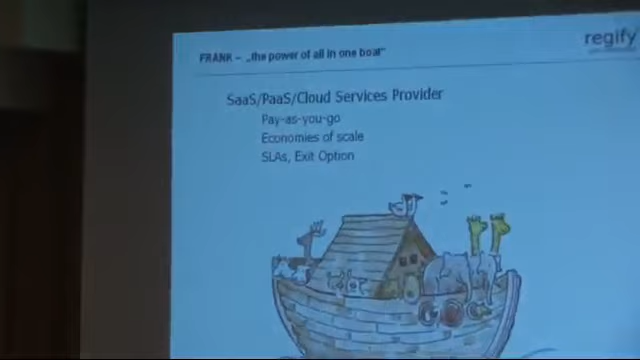 FRANK – „the power of all in one boat"
regify
SaaS/PaaS/Cloud Services Provider
Pay-as-you-go
Economies of scale
SLAs, Exit Option